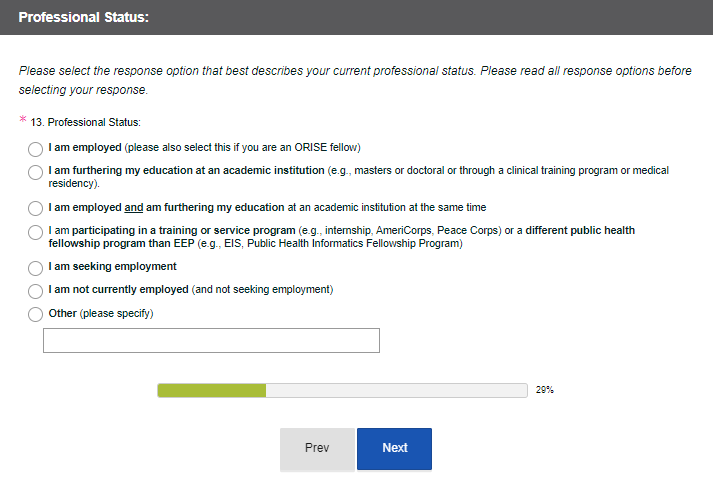 Professional Status:
Please select the response option that best describes your current professional status. Please read all response options before
selecting your response.
* 13. Professional Status:
I am employed (please also select this if you are an ORISE fellow)
I am furthering my education at an academic institution (e.g., masters or doctoral or through a clinical training program or medical
residency).
I am employed and am furthering my education at an academic institution at the same time
I am participating in a training or service program (e.g., internship, AmeriCorps, Peace Corps) or a different public health
fellowship program than EEP (e.g., EIS, Public Health Informatics Fellowship Program)
I am seeking employment
I am not currently employed (and not seeking employment)
Other (please specify)
29%
Prev
Next